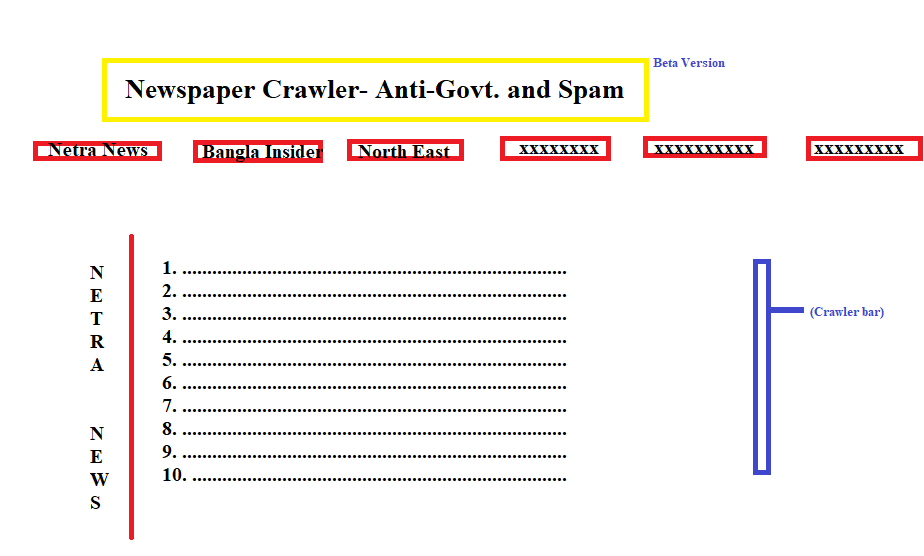 Newspaper Crawler- Anti-Govt. and Spam
Beta Version
Netra News
Bangla Insider
North East
xxxxxxxx
xxxxxxxxxx
xxxxxxxxx
N
E
T
R
A
N
E
W
S
1. .............................................................................
2. .............................................................................
3. .............................................................................
4. .............................................................................
5. .............................................................................
6. .............................................................................
7. .............................................................................
8. .............................................................................
9. .............................................................................
10. ...........................................................................
(Crawler bar)